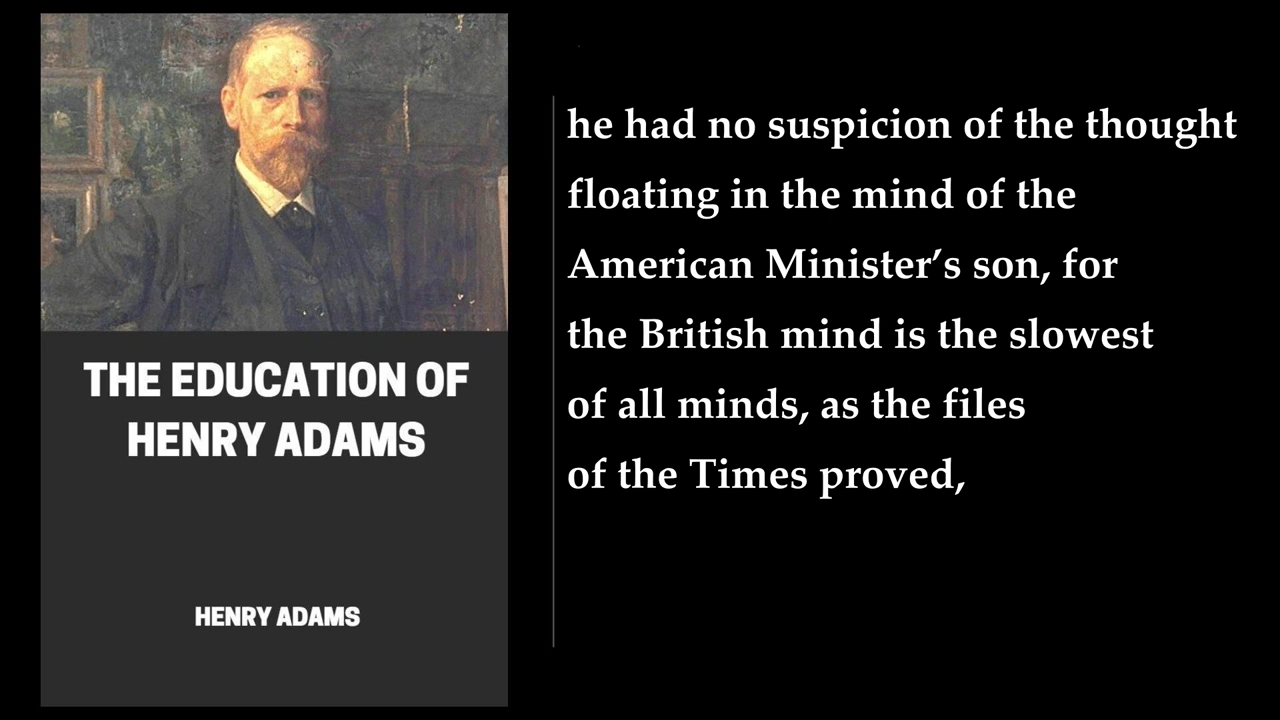 THE EDUCATION OF
HENRY ADAMS
HENRY ADAMS
he had no suspicion of the thought
floating in the mind of the
American Minister’s son, for
the British mind is the slowest
of all minds, as the files
of the Times proved,